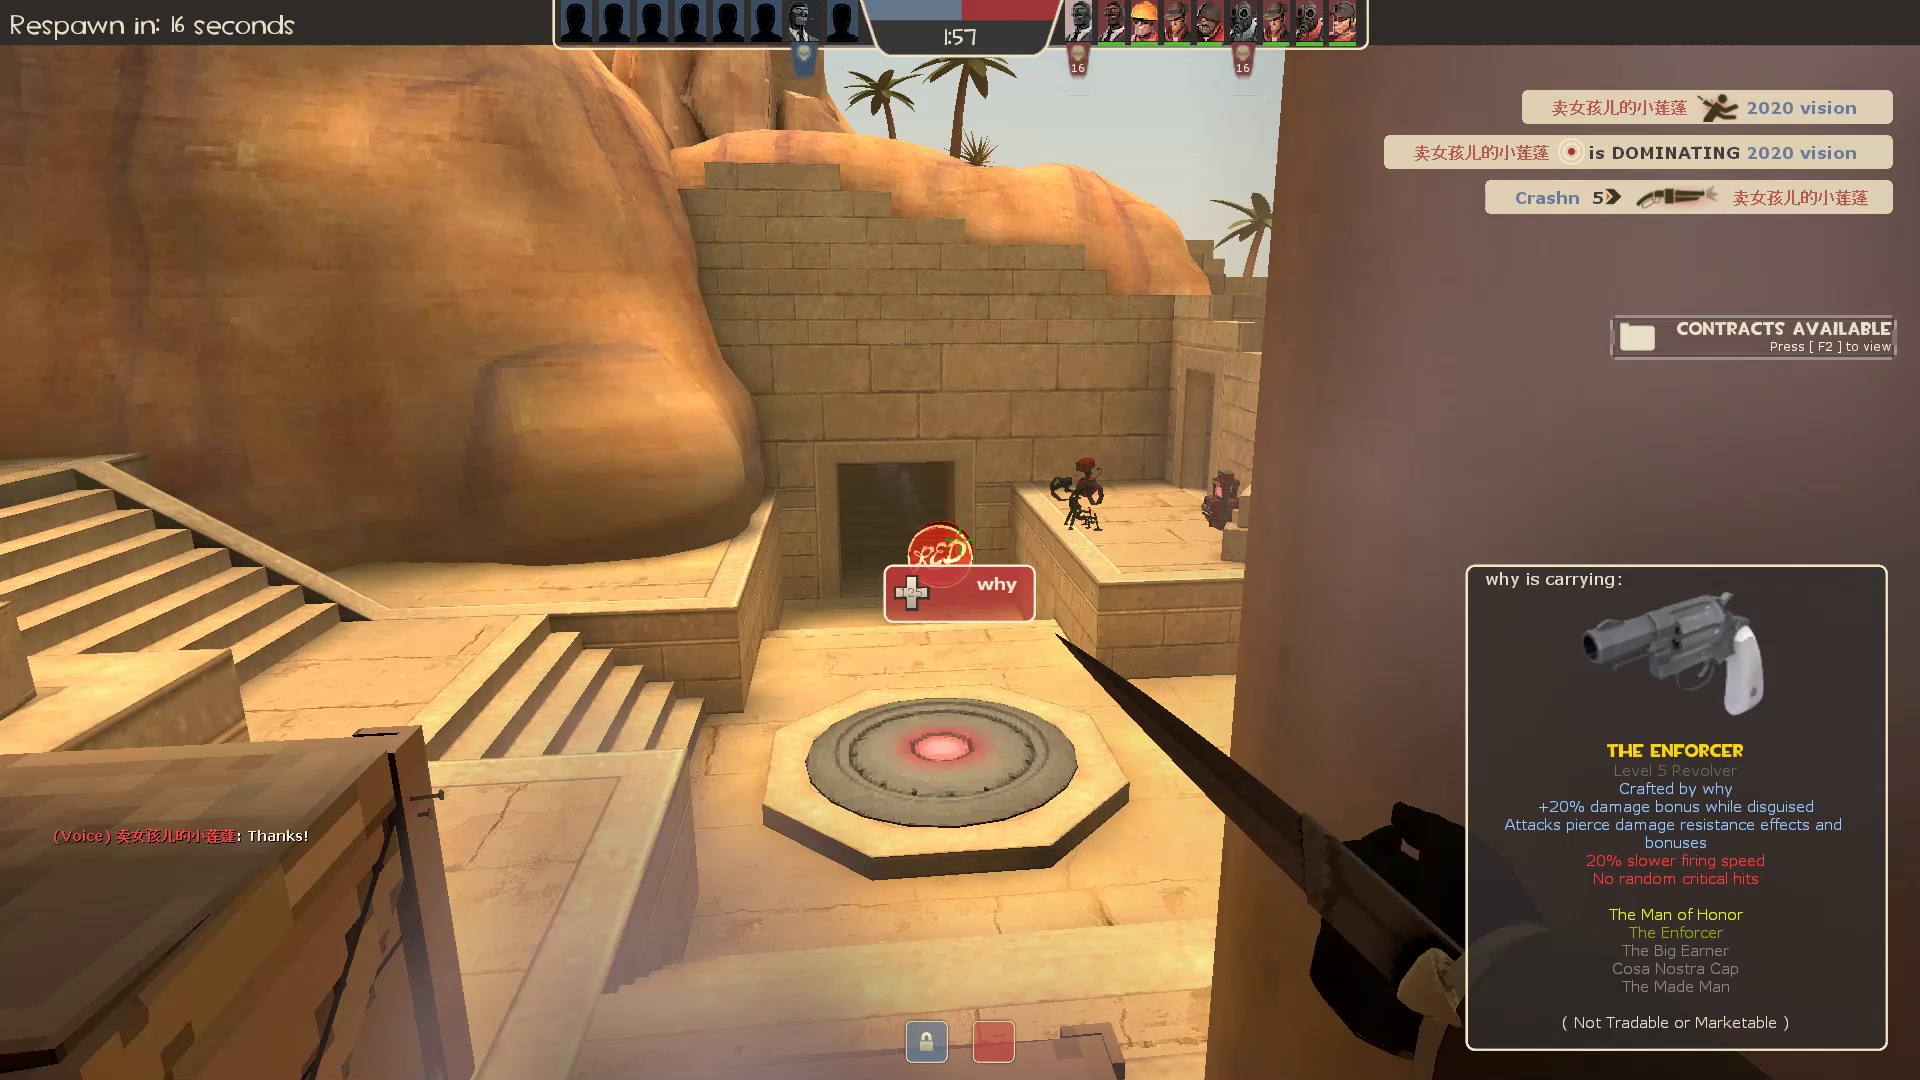 Respawn in: 16 seconds
1:57
16
16
卖女孩儿的小莲蓬 2020 vision
卖女孩儿的小莲蓬 is DOMINATING 2020 vision
Crashn 5 卖女孩儿的小莲蓬
CONTRACTS AVAILABLE
Press [ F2 ] to view
RED
125 why
why is carrying:
THE ENFORCER
Level 5 Revolver
Crafted by why
+20% damage bonus while disguised
Attacks pierce damage resistance effects and
bonuses
20% slower firing speed
No random critical hits
The Man of Honor
The Enforcer
The Big Earner
Cosa Nostra Cap
The Made Man
( Not Tradable or Marketable )
(Voice) 卖女孩儿的小莲蓬: Thanks!